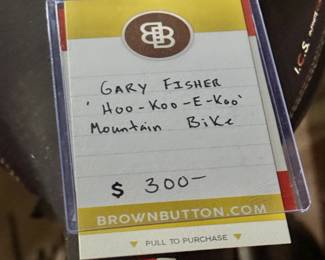 BB
GARY FISHER
'HOO-KOO-E-KOO'
Mountain Bike
$ 300-
BROWNBUTTON.COM
PULL TO PURCHASE
I.C.S.